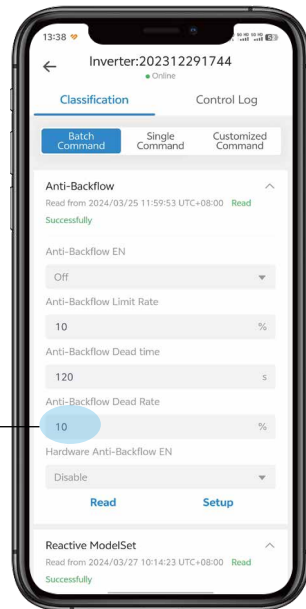 13:38
Inverter:202312291744
Online
Classification Control Log
Batch Command Single Command Customized Command
Anti-Backflow
Read from 2024/03/25 11:59:53 UTC+08:00 Read
Successfully
Anti-Backflow EN
Off
Anti-Backflow Limit Rate
10 %
Anti-Backflow Dead time
120 s
Anti-Backflow Dead Rate
10 %
Hardware Anti-Backflow EN
Disable
Read Setup
Reactive ModelSet
Read from 2024/03/27 10:14:23 UTC+08:00 Read
Successfully